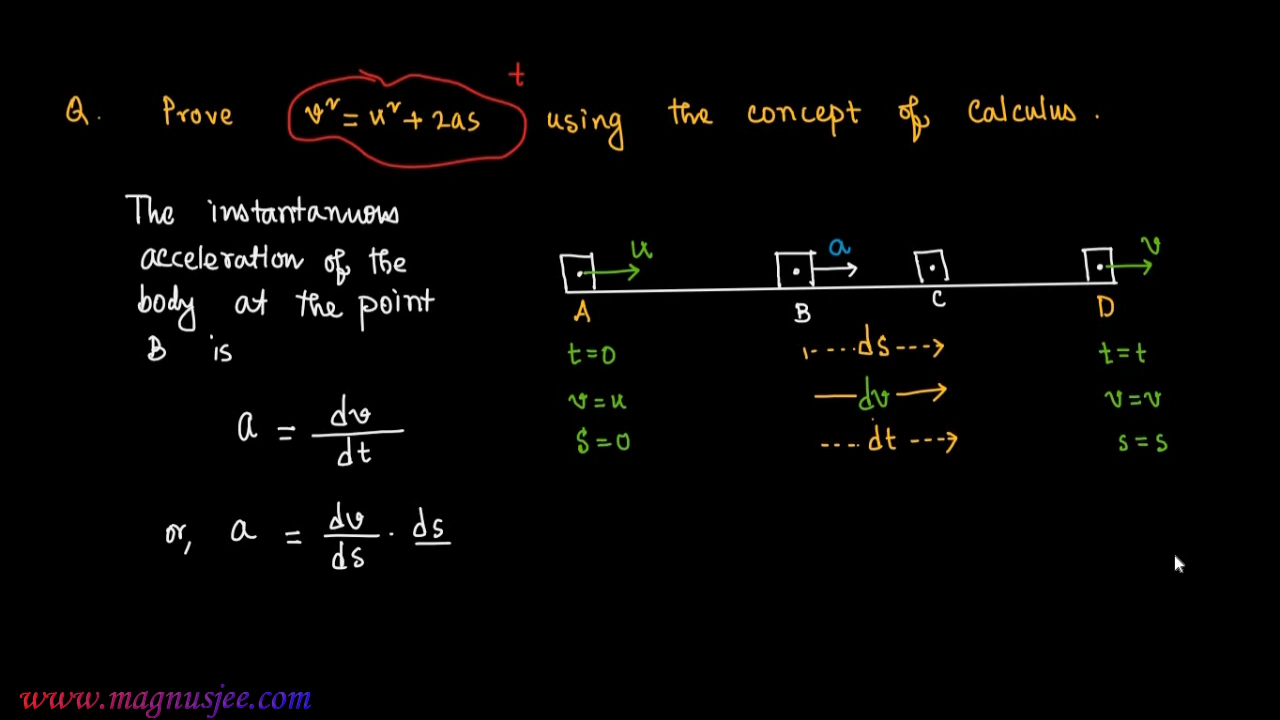 Q. Prove v² = u² + 2as using the concept of Calculus.
t
The instantanuous
acceleration of the
body at the point
B is
a = dv/dt
or, a = dv/ds . ds
u a v
A B C D
t=0 ds t=t
v=u dv v=v
S=0 dt s=s
www.magnusjee.com